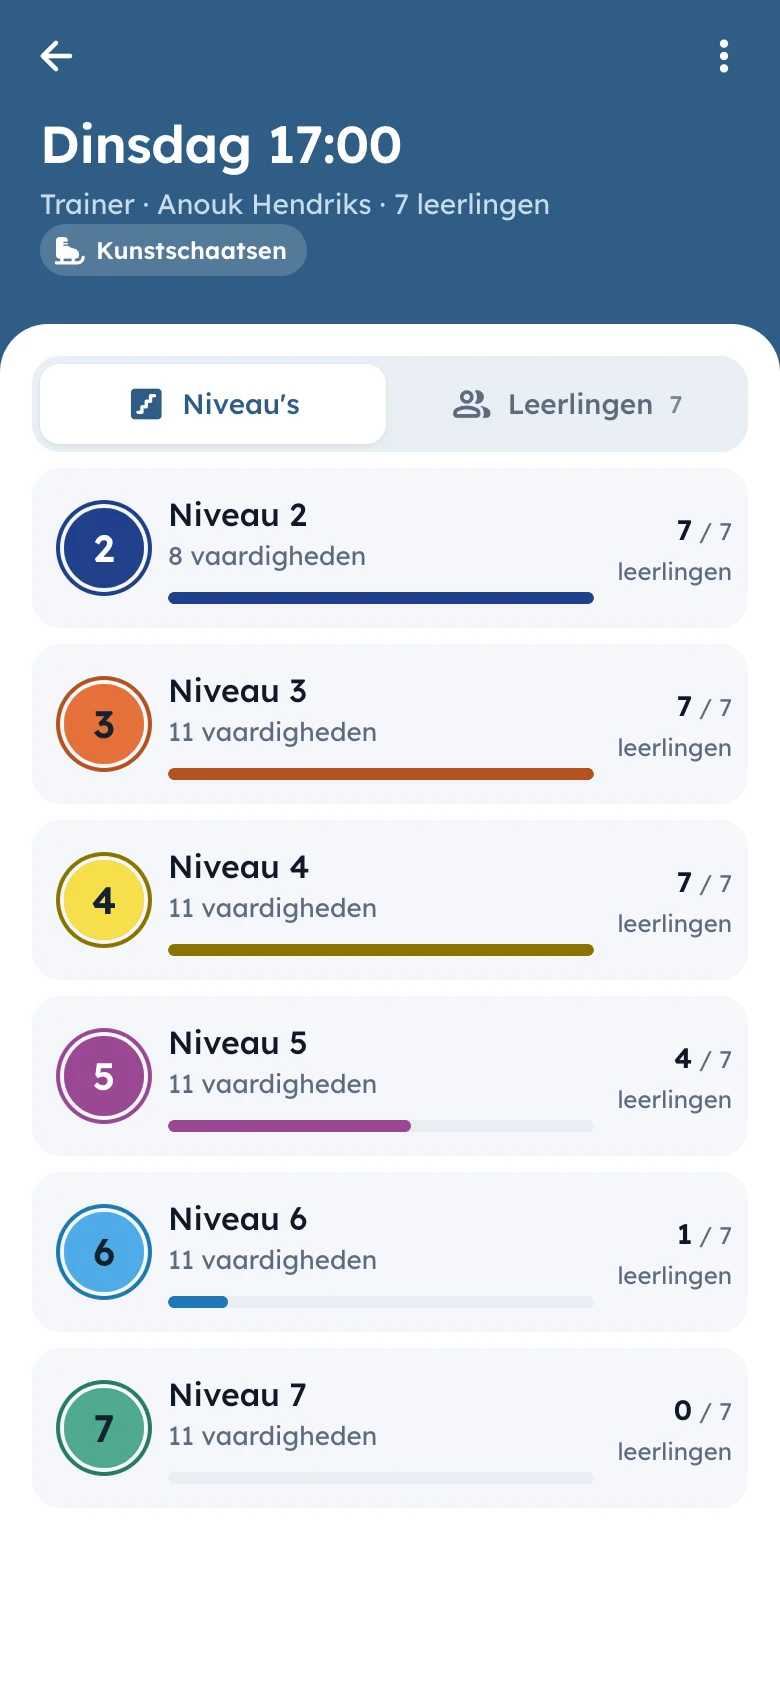 Dinsdag 17:00
Trainer · Anouk Hendriks · 7 leerlingen
Kunstschaatsen
Niveau's
Leerlingen 7
2
Niveau 2
8 vaardigheden
7 / 7
leerlingen
3
Niveau 3
11 vaardigheden
7 / 7
leerlingen
4
Niveau 4
11 vaardigheden
7 / 7
leerlingen
5
Niveau 5
11 vaardigheden
4 / 7
leerlingen
6
Niveau 6
11 vaardigheden
1 / 7
leerlingen
7
Niveau 7
11 vaardigheden
0 / 7
leerlingen